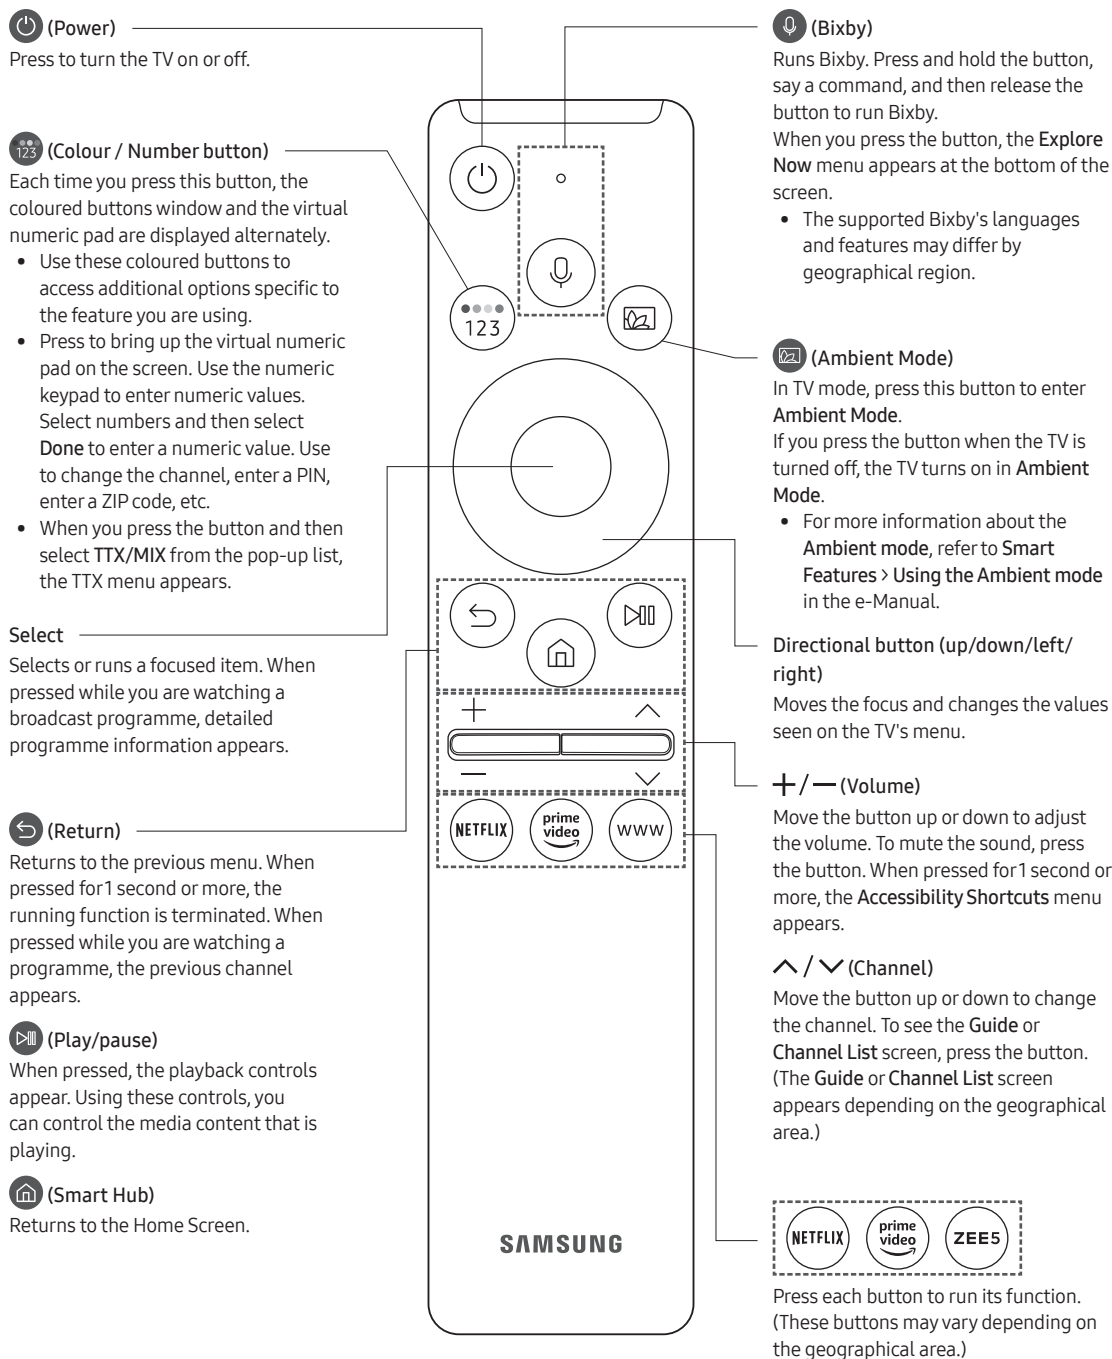 (Power)
Press to turn the TV on or off.
123 (Colour / Number button)
Each time you press this button, the
coloured buttons window and the virtual
numeric pad are displayed alternately.
• Use these coloured buttons to
access additional options specific to
the feature you are using.
• Press to bring up the virtual numeric
pad on the screen. Use the numeric
keypad to enter numeric values.
Select numbers and then select
Done to enter a numeric value. Use
to change the channel, enter a PIN,
enter a ZIP code, etc.
• When you press the button and then
select TTX/MIX from the pop-up list,
the TTX menu appears.
Select
Selects or runs a focused item. When
pressed while you are watching a
broadcast programme, detailed
programme information appears.
(Return)
Returns to the previous menu. When
pressed for 1 second or more, the
running function is terminated. When
pressed while you are watching a
programme, the previous channel
appears.
(Play/pause)
When pressed, the playback controls
appear. Using these controls, you
can control the media content that is
playing.
(Smart Hub)
Returns to the Home Screen.
123
+
—
NETFLIX
prime
video
WWW
SAMSUNG
(Bixby)
Runs Bixby. Press and hold the button,
say a command, and then release the
button to run Bixby.
When you press the button, the Explore
Now menu appears at the bottom of the
screen.
• The supported Bixby's languages
and features may differ by
geographical region.
(Ambient Mode)
In TV mode, press this button to enter
Ambient Mode.
If you press the button when the TV is
turned off, the TV turns on in Ambient
Mode.
• For more information about the
Ambient mode, refer to Smart
Features > Using the Ambient mode
in the e-Manual.
Directional button (up/down/left/
right)
Moves the focus and changes the values
seen on the TV's menu.
+/— (Volume)
Move the button up or down to adjust
the volume. To mute the sound, press
the button. When pressed for 1 second or
more, the Accessibility Shortcuts menu
appears.
/ (Channel)
Move the button up or down to change
the channel. To see the Guide or
Channel List screen, press the button.
(The Guide or Channel List screen
appears depending on the geographical
area.)
NETFLIX
prime
video
ZEE5
Press each button to run its function.
(These buttons may vary depending on
the geographical area.)